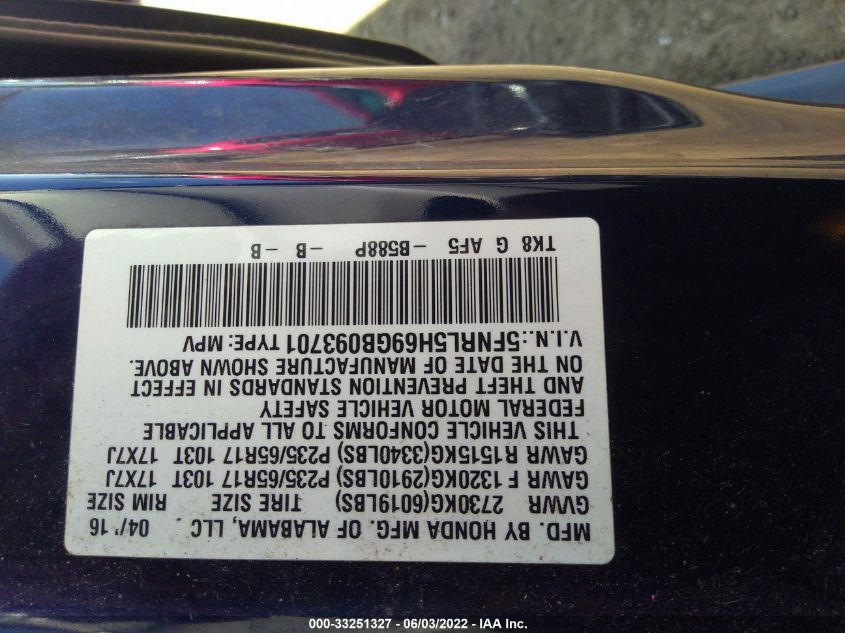 MFD. BY HONDA MFG. OF ALABAMA, LLC. 04/'16
GVWR 2730KG(6019LBS) TIRE SIZE RIM SIZE
GAWR F 1320KG(2910LBS) P235/65R17 103T 17X7J
GAWR R 1515KG(3340LBS) P235/65R17 103T 17X7J
THIS VEHICLE CONFORMS TO ALL APPLICABLE
FEDERAL MOTOR VEHICLE SAFETY
AND THEFT PREVENTION STANDARDS IN EFFECT
ON THE DATE OF MANUFACTURE SHOWN ABOVE.
V.I.N.:5FNRL5H69GB093701 TYPE: MPV
TK8 G AF5 -B588P -B -B
000-33251327 - 06/03/2022 - © IAA Inc.